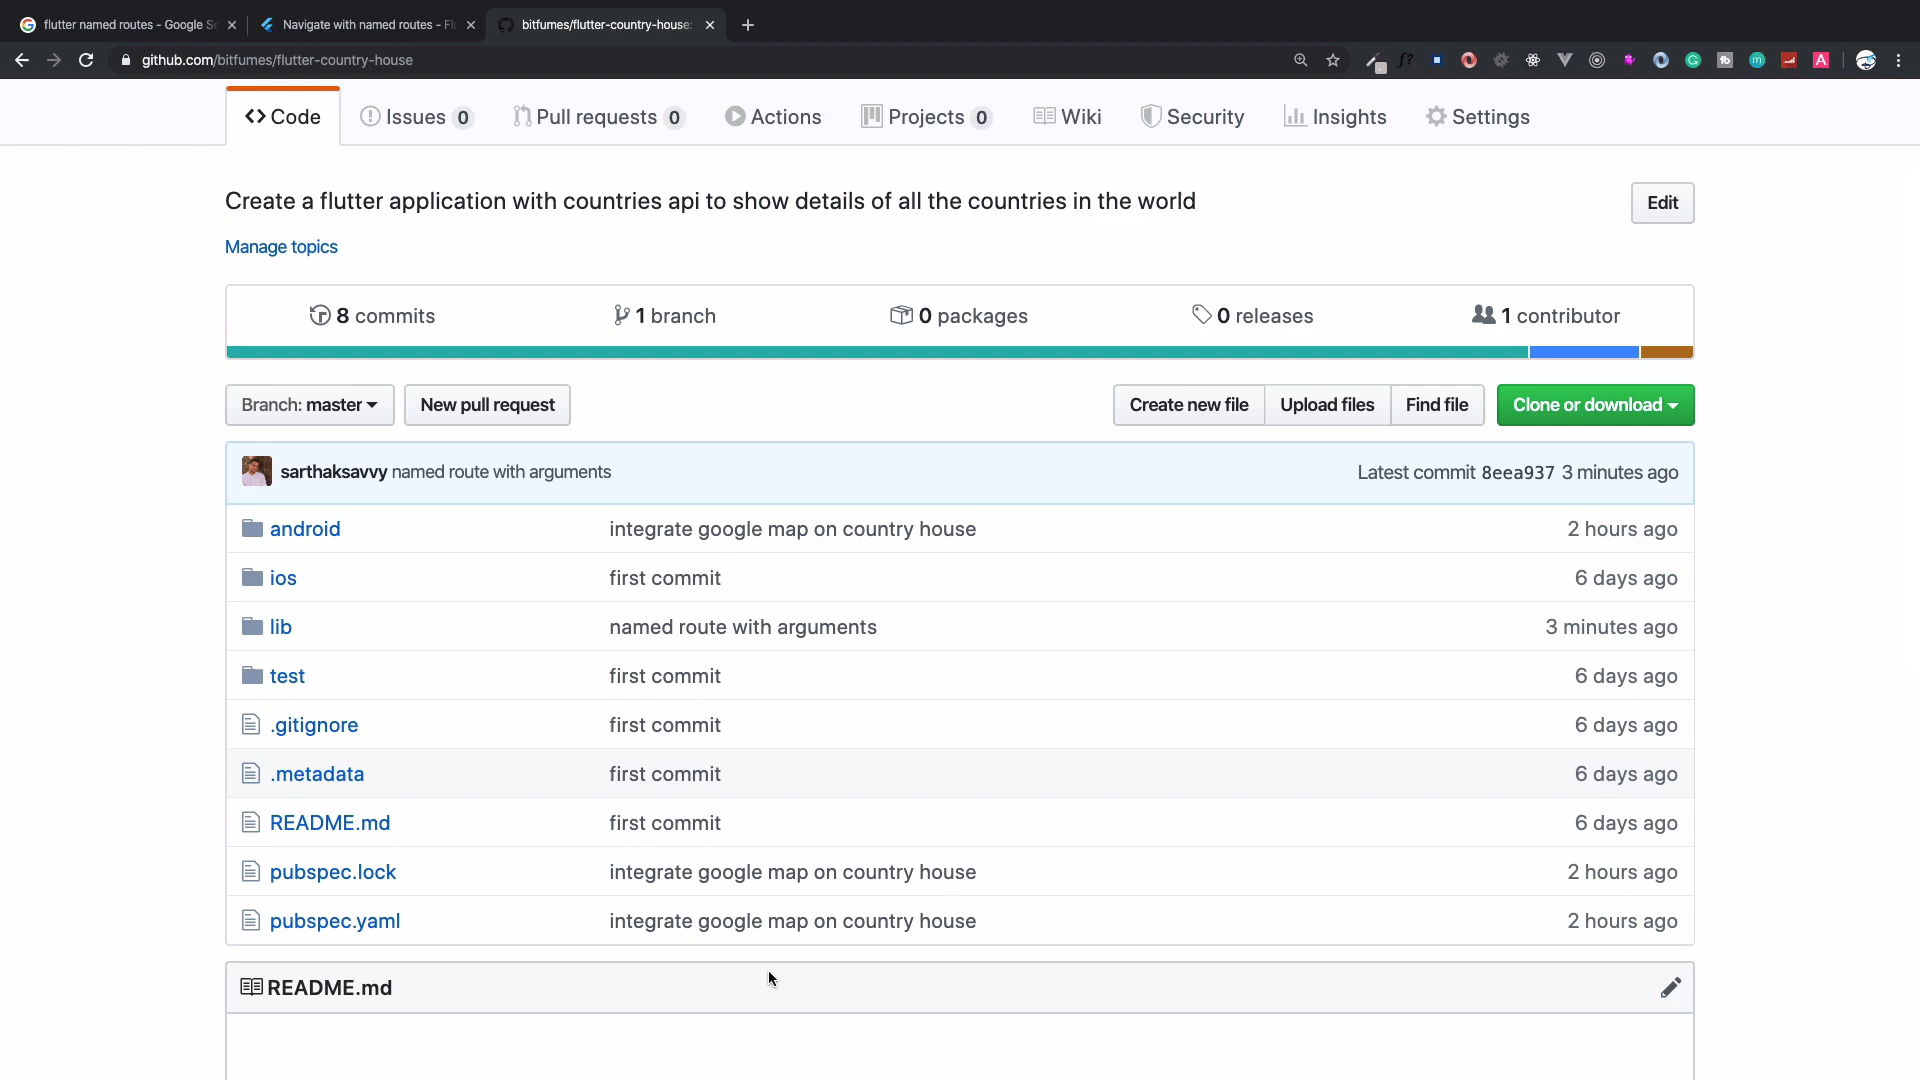 flutter named routes - Google Se
Navigate with named routes - Fl
bitfumes/flutter-country-house:
github.com/bitfumes/flutter-country-house
Code
Issues 0
Pull requests 0
Actions
Projects 0
Wiki
Security
Insights
Settings
Create a flutter application with countries api to show details of all the countries in the world
Edit
Manage topics
8 commits
1 branch
0 packages
0 releases
1 contributor
Branch: master
New pull request
Create new file
Upload files
Find file
Clone or download
sarthaksavvy named route with arguments
Latest commit 8eea937 3 minutes ago
android integrate google map on country house 2 hours ago
ios first commit 6 days ago
lib named route with arguments 3 minutes ago
test first commit 6 days ago
.gitignore first commit 6 days ago
.metadata first commit 6 days ago
README.md first commit 6 days ago
pubspec.lock integrate google map on country house 2 hours ago
pubspec.yaml integrate google map on country house 2 hours ago
README.md